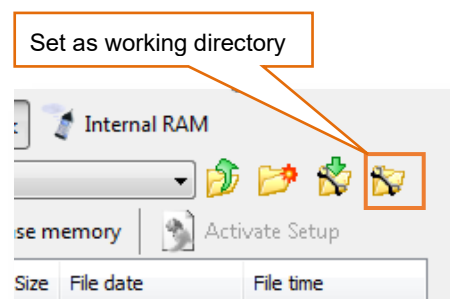 Set as working directory
Internal RAM
se memory Activate Setup
Size File date File time